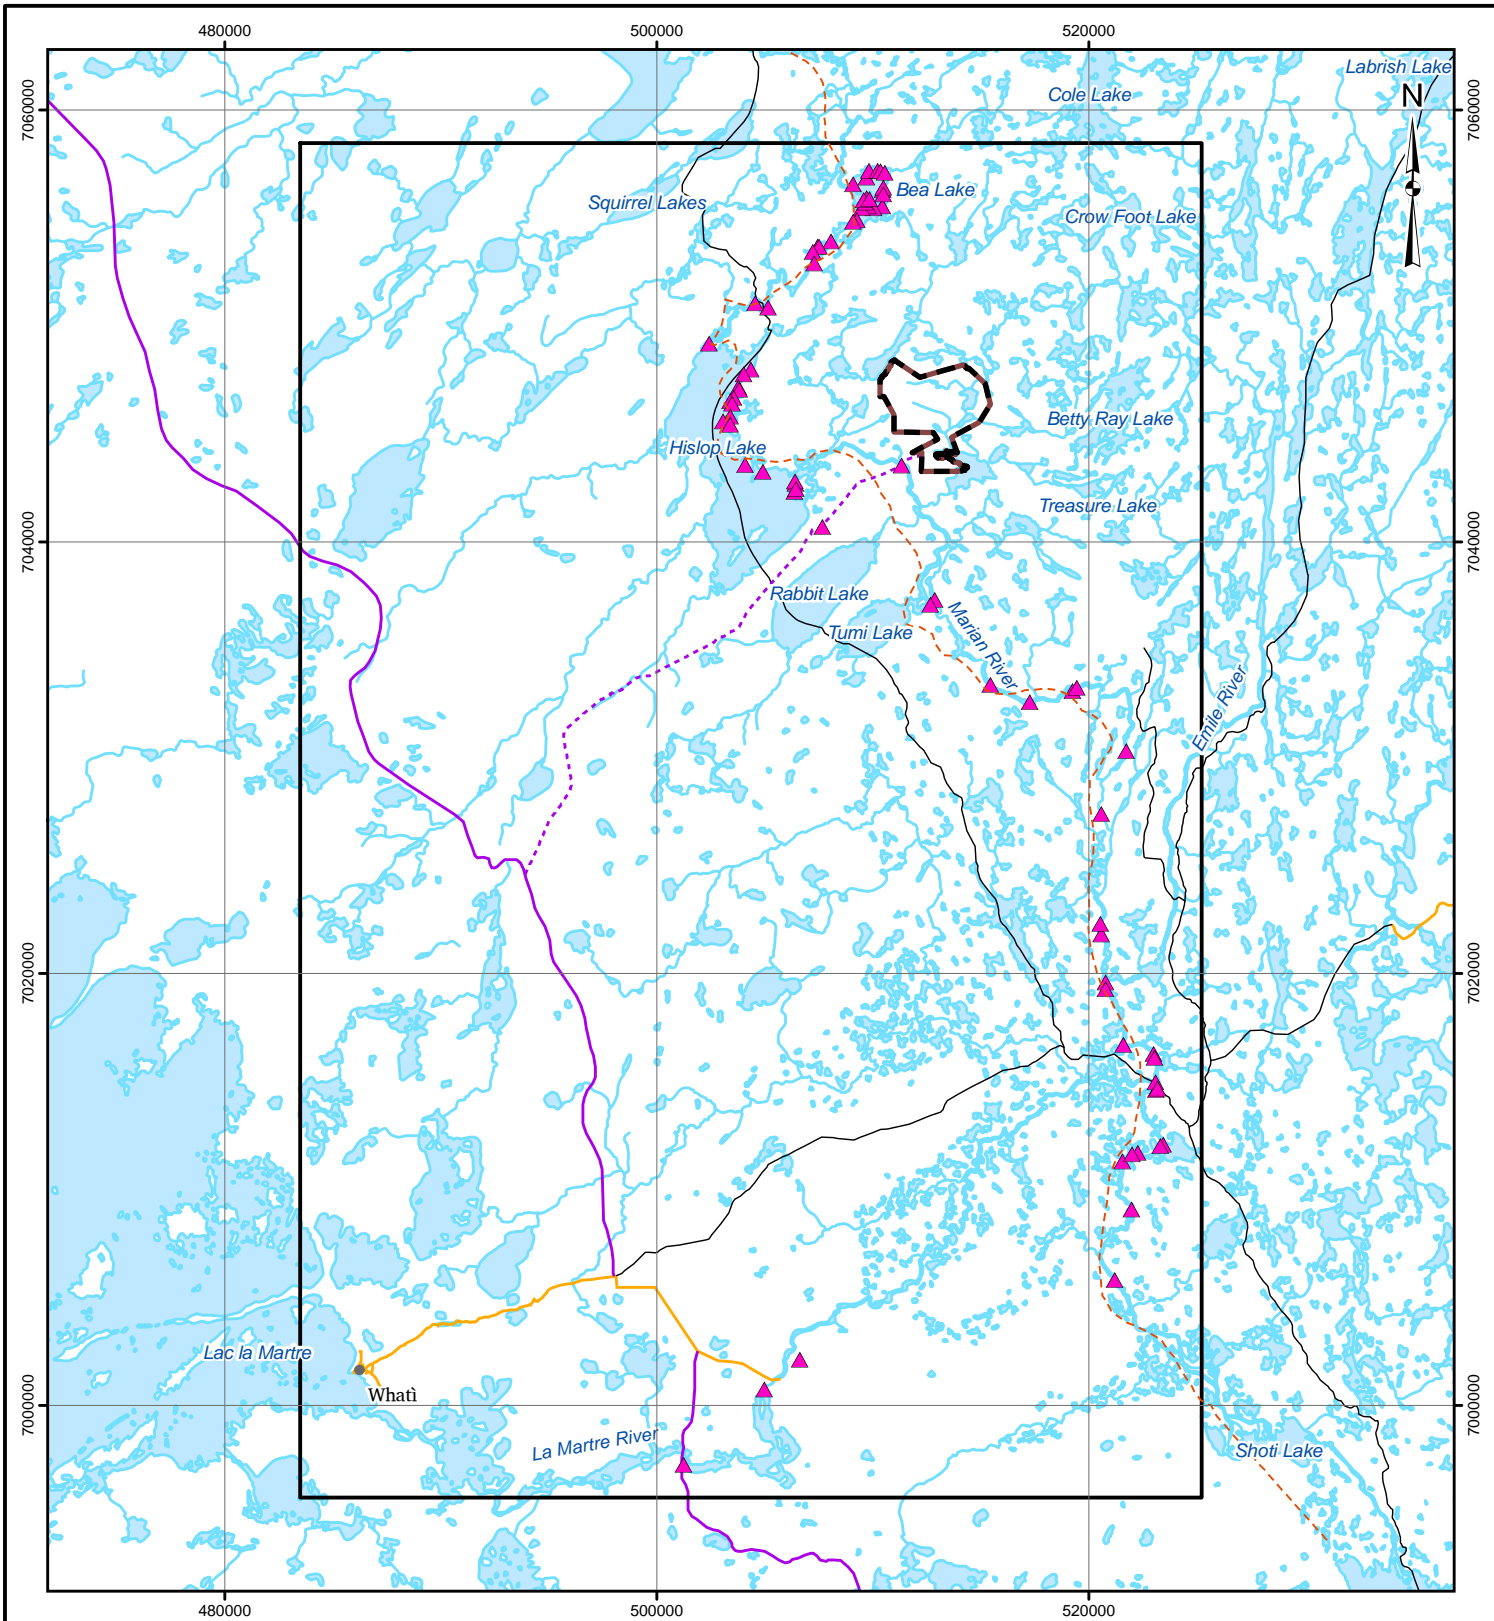 480000
500000
520000
Labrish Lake
Cole Lake
N
7060000
7060000
Bea Lake
Squirrel Lakes
Crow Foot Lake
Betty Ray Lake
Hislop Lake
Treasure Lake
7040000
7040000
Rabbit Lake
Tumi Lake
Marian River
Emile River
7020000
7020000
Lac la Martre
Whatì
7000000
7000000
La Martre River
Shoti Lake
480000
500000
520000